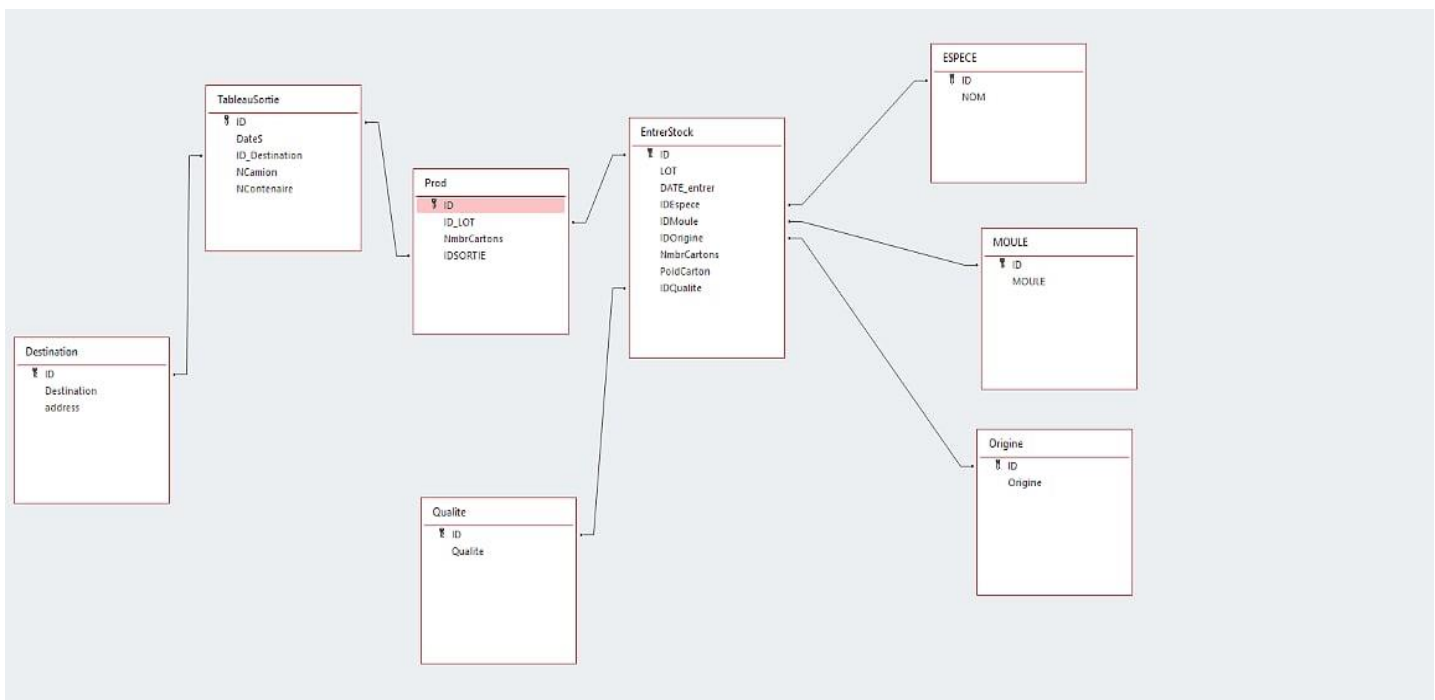 TableauSortie
ID
DateS
ID_Destination
NCamion
NContenaire
Destination
ID
Destination
address
Prod
ID
ID_LOT
NmbrCartons
IDSORTIE
Qualite
ID
Qualite
EntrerStock
ID
LOT
DATE_entrer
IDEspece
IDMoule
IDOrigine
NmbrCartons
PoidCarton
IDQualite
ESPECE
ID
NOM
MOULE
ID
MOULE
Origine
ID
Origine